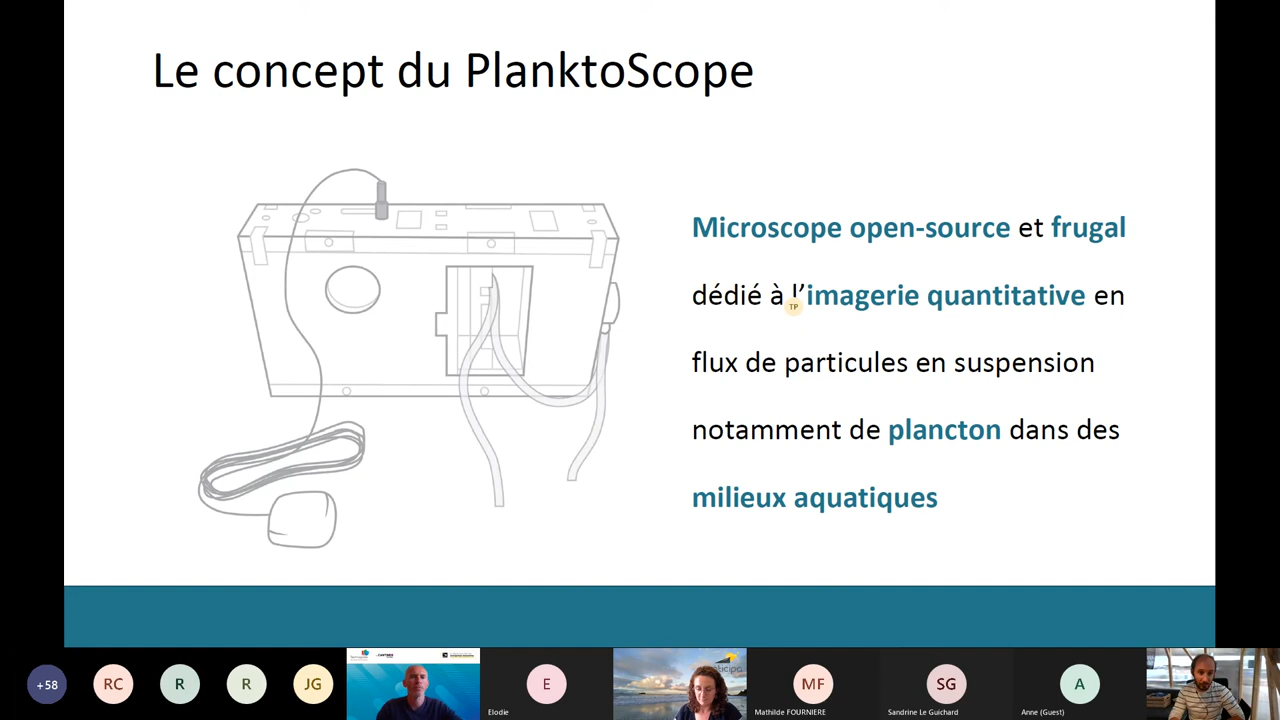 Le concept du PlanktoScope
Microscope open-source et frugal
dédié à l’imagerie quantitative en
TP
flux de particules en suspension
notamment de plancton dans des
milieux aquatiques
+58
RC
R
R
JG
E
Elodie
MF
Mathilde FOURNIERE
SG
Sandrine Le Guichard
A
Anne (Guest)